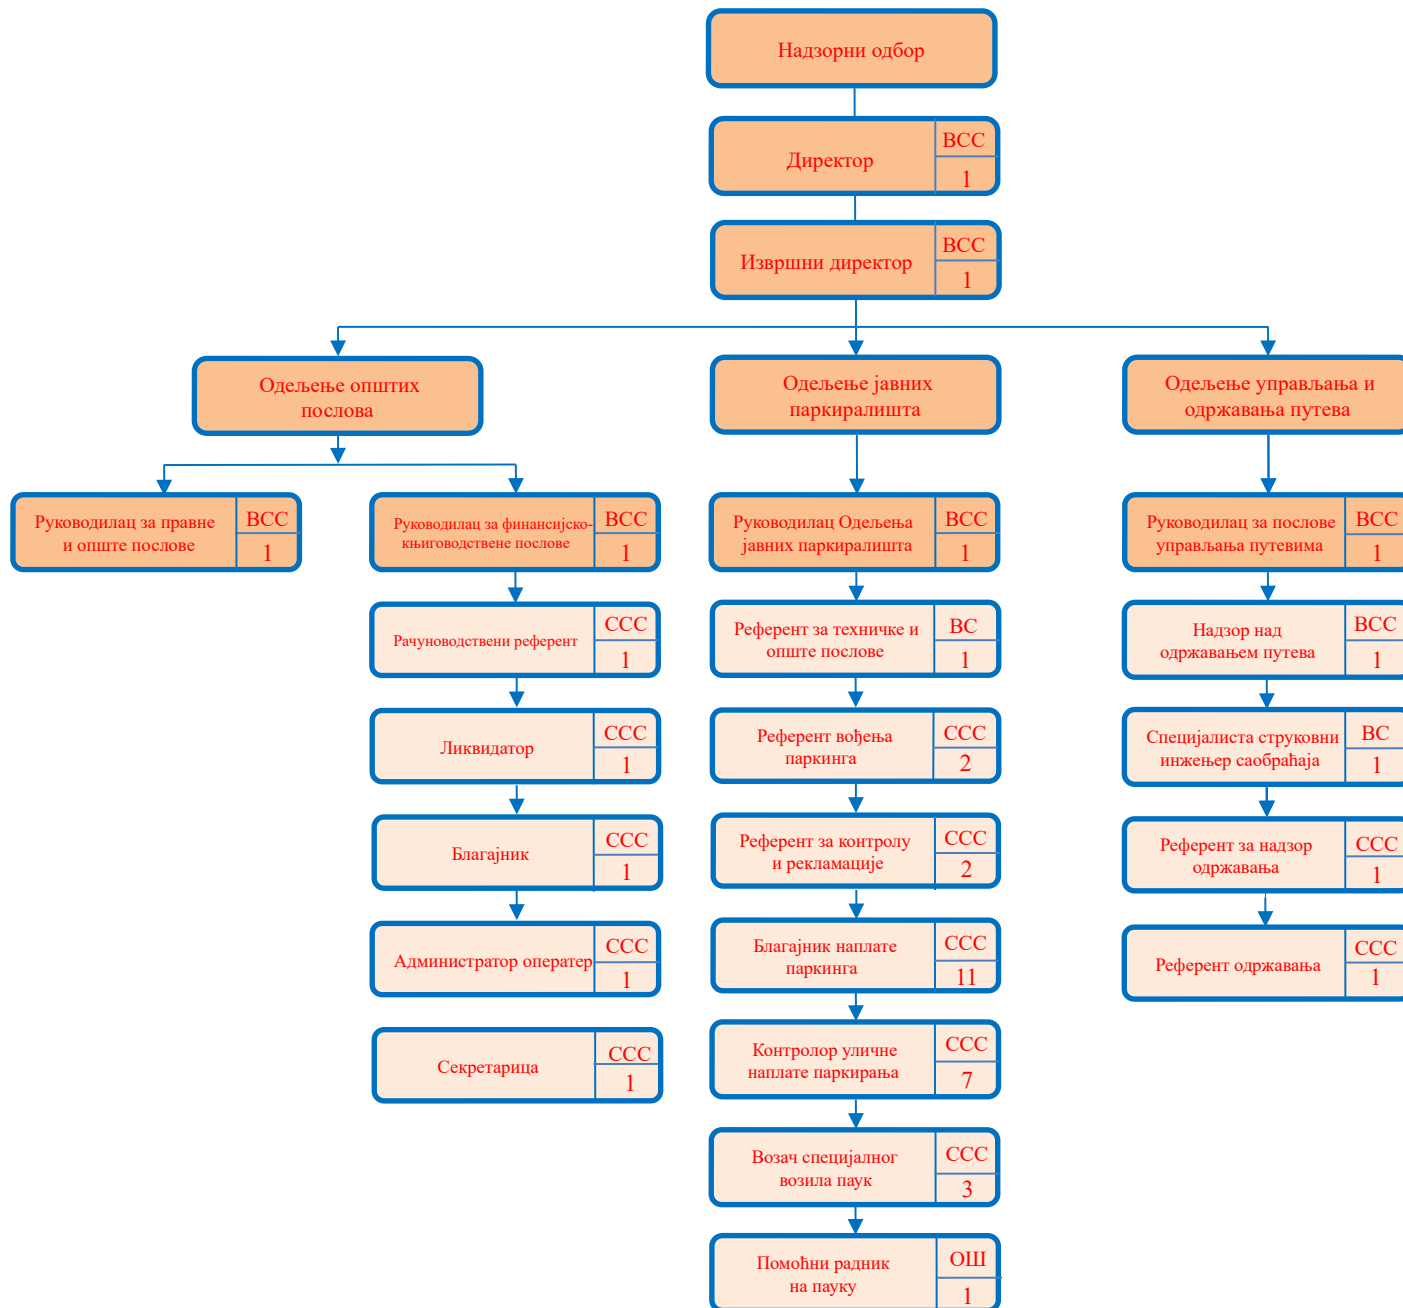 Надзорни одбор
Директор
ВСС
1
Извршни директор
ВСС
1
Одељење општих
послова
Одељење јавних
паркиралишта
Одељење управљања и
одржавања путева
Руководилац за правне
и опште послове
ВСС
1
Руководилац за финансијско-
књиговодствене послове
ВСС
1
Рачуноводствени референт
ССС
1
Ликвидатор
ССС
1
Благајник
ССС
1
Администратор оператер
ССС
1
Секретарица
ССС
1
Руководилац Одељења
јавних паркиралишта
ВСС
1
Референт за техничке и
опште послове
ВС
1
Референт вођења
паркинга
ССС
2
Референт за контролу
и рекламације
ССС
2
Благајник наплате
паркинга
ССС
11
Контролор уличне
наплате паркирања
ССС
7
Возач специјалног
возила паук
ССС
3
Помоћни радник
на пауку
ОШ
1
Руководилац за послове
управљања путевима
ВСС
1
Надзор над
одржавањем путева
ВСС
1
Специјалиста струковни
инжењер саобраћаја
ВС
1
Референт за надзор
одржавања
ССС
1
Референт одржавања
ССС
1